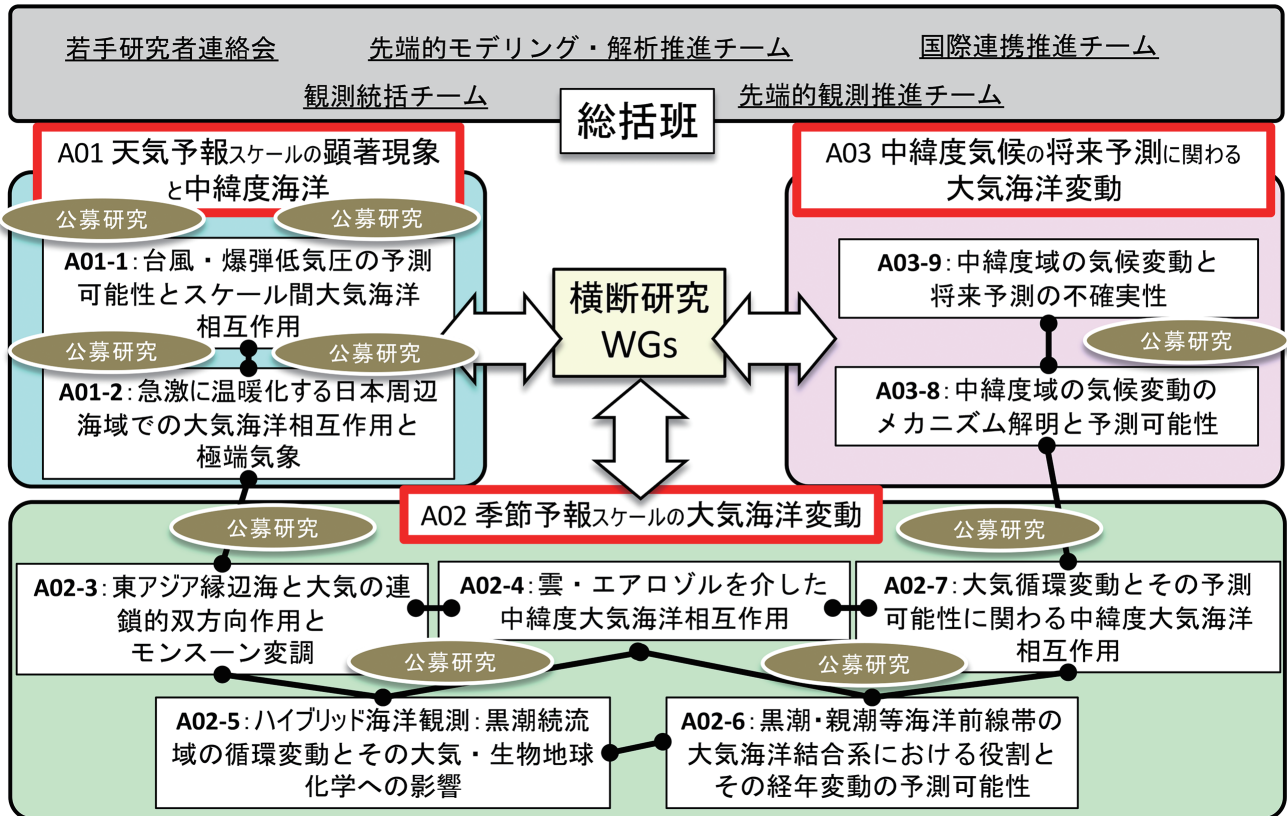 若手研究者連絡会
先端的モデリング・解析推進チーム
国際連携推進チーム
観測統括チーム
先端的観測推進チーム
総括班
A01 天気予報スケールの顕著現象
と中緯度海洋
公募研究
公募研究
A01-1:台風・爆弾低気圧の予測
可能性とスケール間大気海洋
相互作用
公募研究
公募研究
A01-2:急激に温暖化する日本周辺
海域での大気海洋相互作用と
極端気象
横断研究
WGs
A03 中緯度気候の将来予測に関わる
大気海洋変動
A03-9:中緯度域の気候変動と
将来予測の不確実性
公募研究
A03-8:中緯度域の気候変動の
メカニズム解明と予測可能性
A02 季節予報スケールの大気海洋変動
公募研究
公募研究
A02-3:東アジア縁辺海と大気の連
鎖的双方向作用と
モンスーン変調
A02-4:雲・エアロゾルを介した
中緯度大気海洋相互作用
A02-7:大気循環変動とその予測
可能性に関わる中緯度大気海洋
相互作用
公募研究
公募研究
A02-5:ハイブリッド海洋観測:黒潮続流
域の循環変動とその大気・生物地球
化学への影響
A02-6:黒潮・親潮等海洋前線帯の
大気海洋結合系における役割と
その経年変動の予測可能性